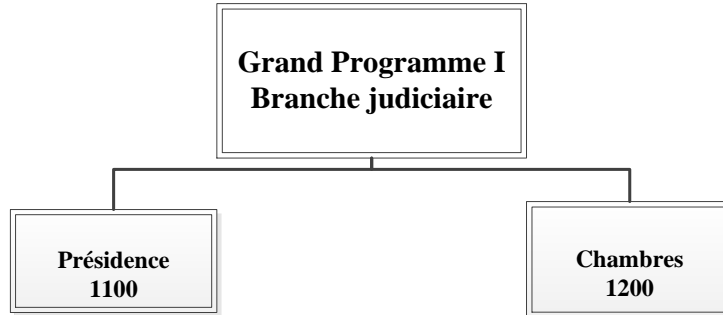 Grand Programme I
Branche judiciaire
Présidence
1100
Chambres
1200